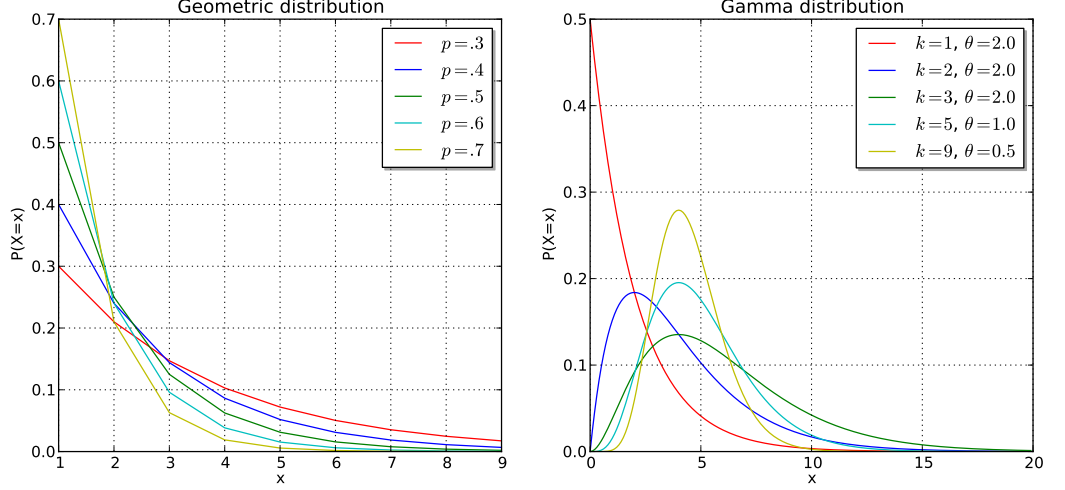 Geometric distribution
0.7
0.6
0.5
0.4
0.3
0.2
0.1
0.0
P(X=x)
1 2 3 4 5 6 7 8 9
x
p=.3
p=.4
p=.5
p=.6
p=.7
Gamma distribution
0.5
0.4
0.3
0.2
0.1
0.0
P(X=x)
0 5 10 15 20
x
k=1, θ=2.0
k=2, θ=2.0
k=3, θ=2.0
k=5, θ=1.0
k=9, θ=0.5